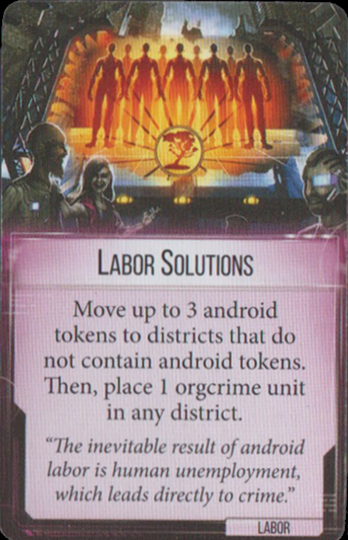 LABOR SOLUTIONS
Move up to 3 android
tokens to districts that do
not contain android tokens.
Then, place 1 orgcrime unit
in any district.
“The inevitable result of android
labor is human unemployment,
which leads directly to crime.”
LABOR